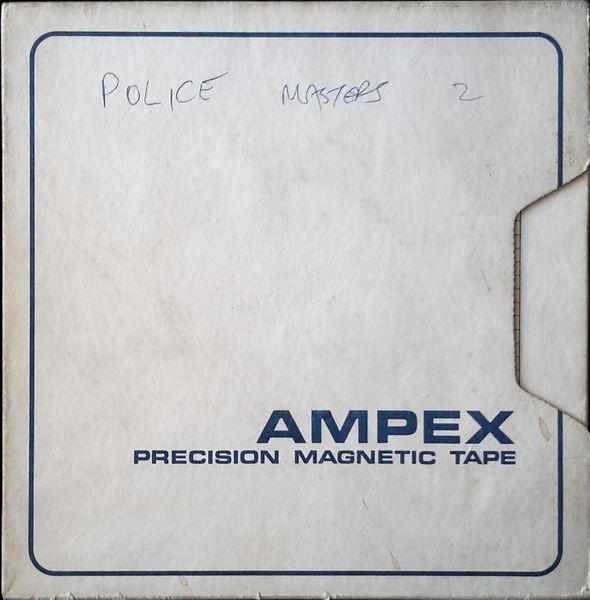 POLICE MASTERS 2
AMPEX
PRECISION MAGNETIC TAPE